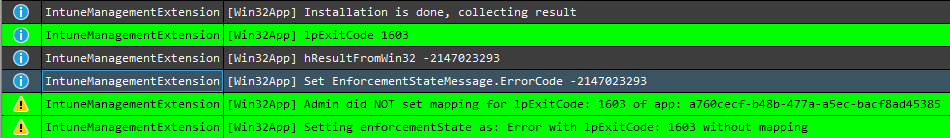 IntuneManagementExtension [Win32App] Installation is done, collecting result
IntuneManagementExtension [Win32App] lpExitCode 1603
IntuneManagementExtension [Win32App] hResultFromWin32 -2147023293
IntuneManagementExtension [Win32App] Set EnforcementStateMessage.ErrorCode -2147023293
IntuneManagementExtension [Win32App] Admin did NOT set mapping for lpExitCode: 1603 of app: a760cecf-b48b-477a-a5ec-bacf8ad45385
IntuneManagementExtension [Win32App] Setting enforcementState as: Error with lpExitCode: 1603 without mapping